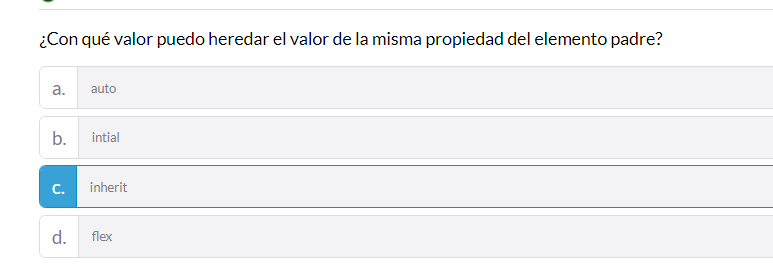 ¿Con qué valor puedo heredar el valor de la misma propiedad del elemento padre?
a. auto
b. intial
c. inherit
d. flex